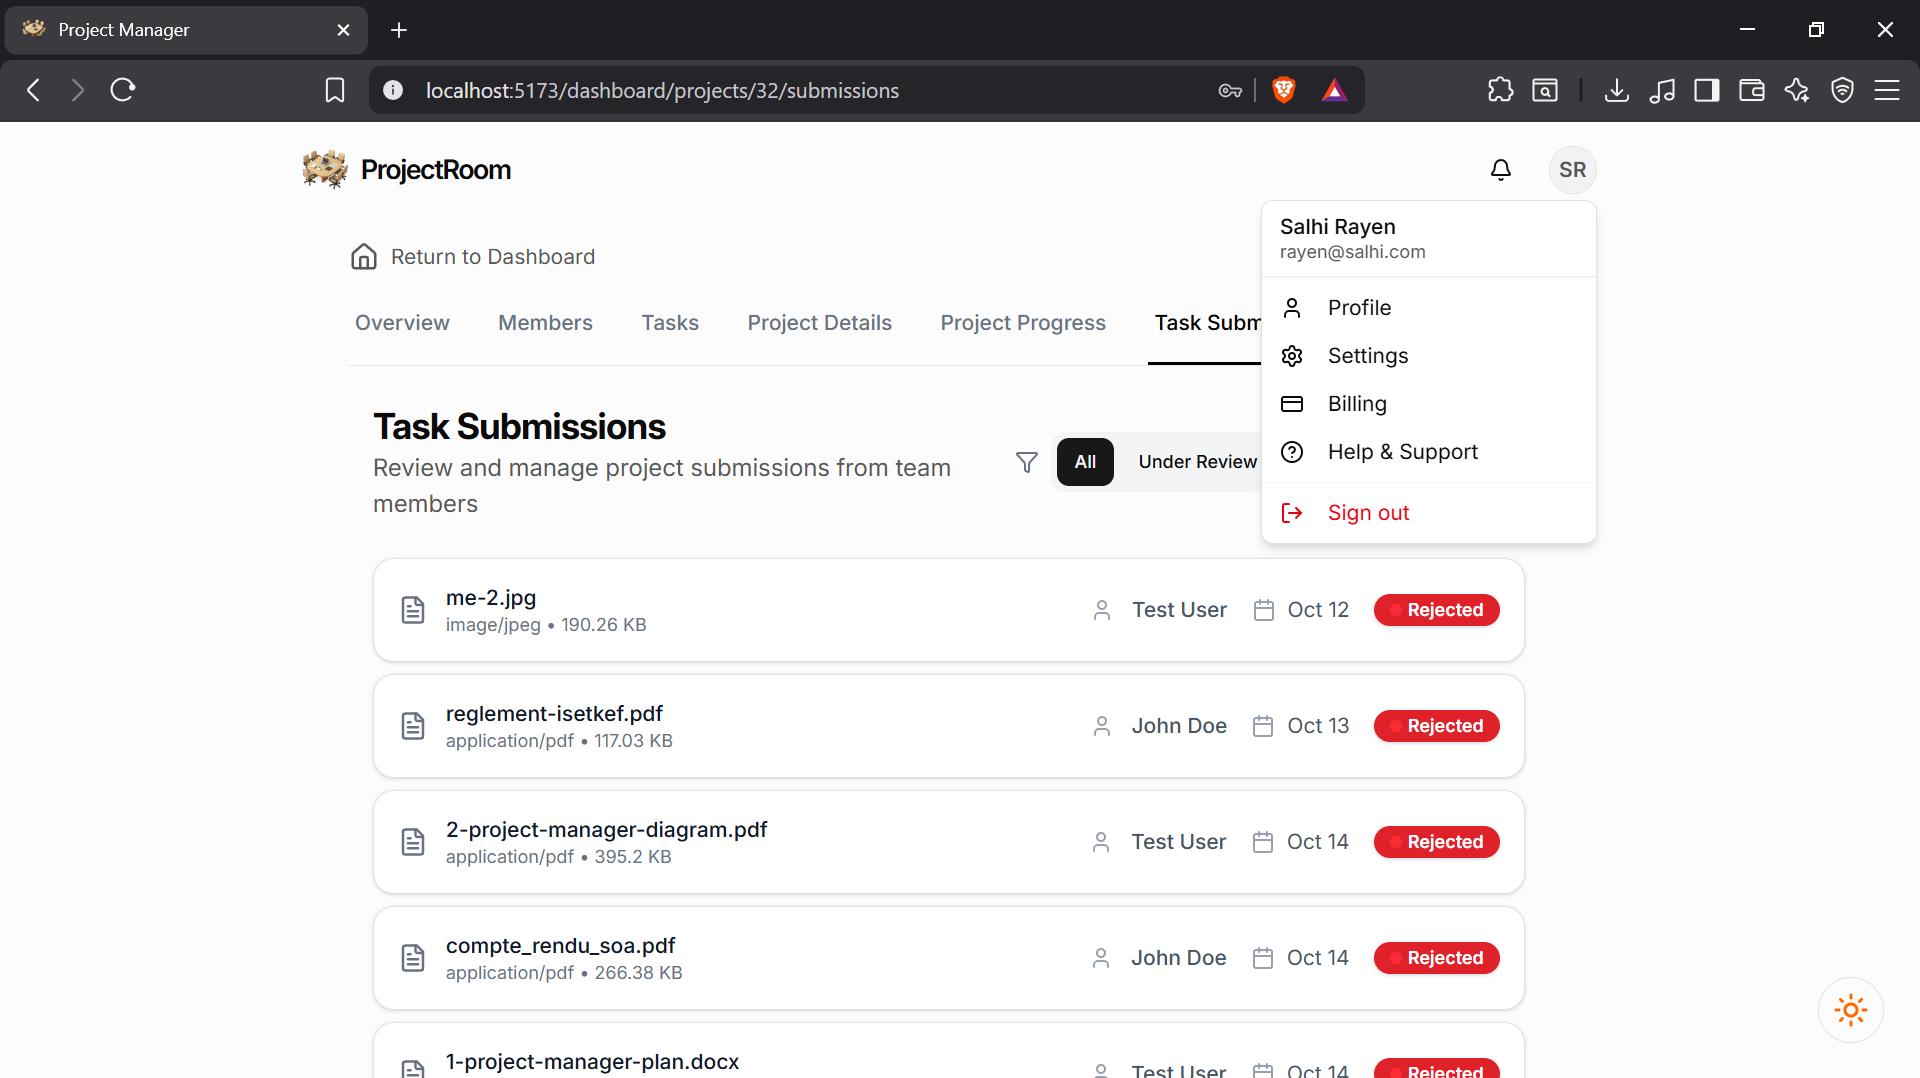 Project Manager
localhost:5173/dashboard/projects/32/submissions
ProjectRoom
SR
Salhi Rayen
rayen@salhi.com
Profile
Settings
Billing
Help & Support
Sign out
Return to Dashboard
Overview
Members
Tasks
Project Details
Project Progress
Task Subm
Task Submissions
Review and manage project submissions from team
members
All
Under Review
me-2.jpg
image/jpeg • 190.26 KB
Test User
Oct 12
Rejected
reglement-isetkef.pdf
application/pdf • 117.03 KB
John Doe
Oct 13
Rejected
2-project-manager-diagram.pdf
application/pdf • 395.2 KB
Test User
Oct 14
Rejected
compte_rendu_soa.pdf
application/pdf • 266.38 KB
John Doe
Oct 14
Rejected
1-project-manager-plan.docx
Test User
Oct 14
Rejected